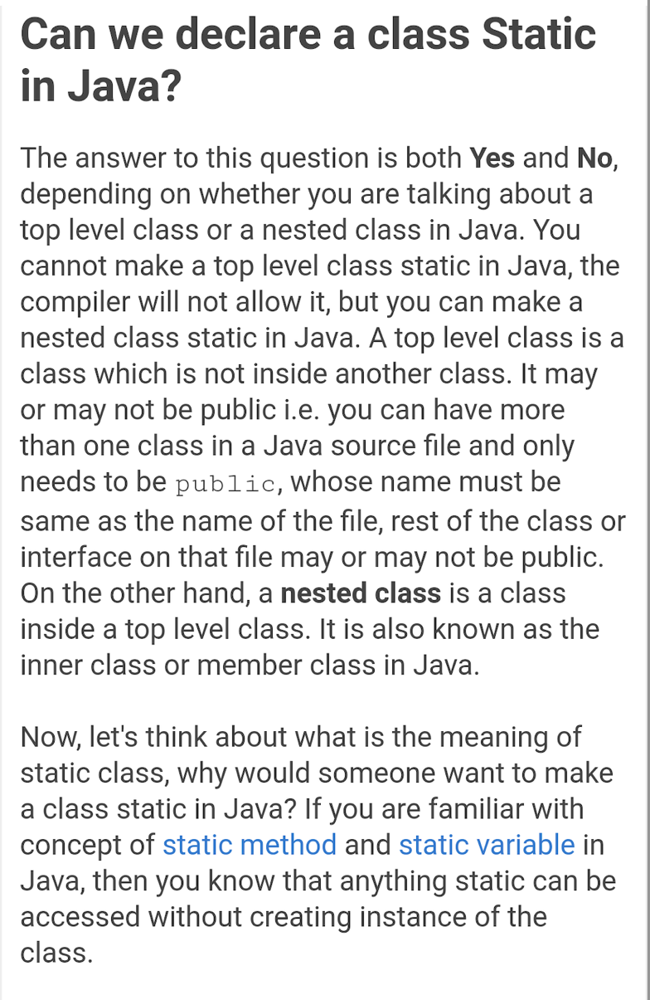 Can we declare a class Static
in Java?
The answer to this question is both Yes and No,
depending on whether you are talking about a
top level class or a nested class in Java. You
cannot make a top level class static in Java, the
compiler will not allow it, but you can make a
nested class static in Java. A top level class is a
class which is not inside another class. It may
or may not be public i.e. you can have more
than one class in a Java source file and only
needs to be public, whose name must be
same as the name of the file, rest of the class or
interface on that file may or may not be public.
On the other hand, a nested class is a class
inside a top level class. It is also known as the
inner class or member class in Java.
Now, let's think about what is the meaning of
static class, why would someone want to make
a class static in Java? If you are familiar with
concept of static method and static variable in
Java, then you know that anything static can be
accessed without creating instance of the
class.